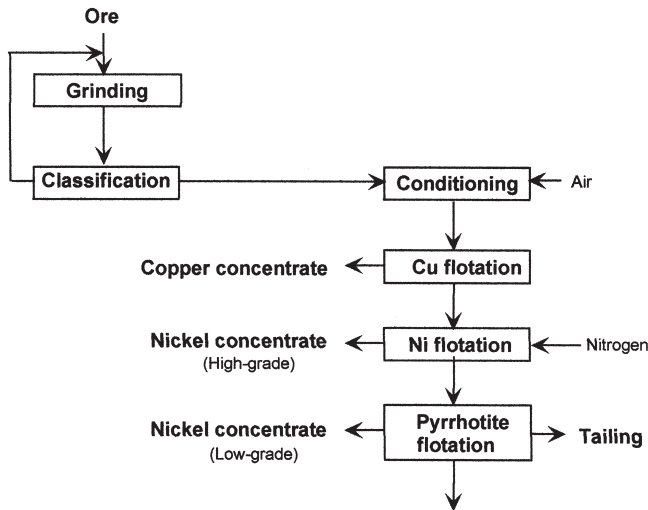 Ore
Grinding
Classification
Conditioning
Air
Copper concentrate
Cu flotation
Nickel concentrate
(High-grade)
Ni flotation
Nitrogen
Nickel concentrate
(Low-grade)
Pyrrhotite
flotation
Tailing